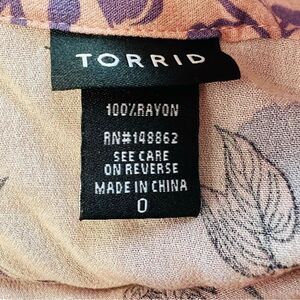 TORRID
100%RAYON
RN#148862
SEE CARE
ON REVERSE
MADE IN CHINA
0